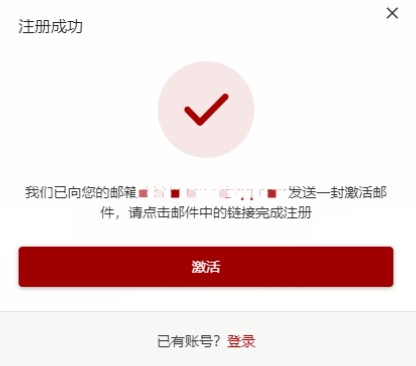 注册成功
我们已向您的邮箱发送一封激活邮
件，请点击邮件中的链接完成注册
激活
已有账号？登录